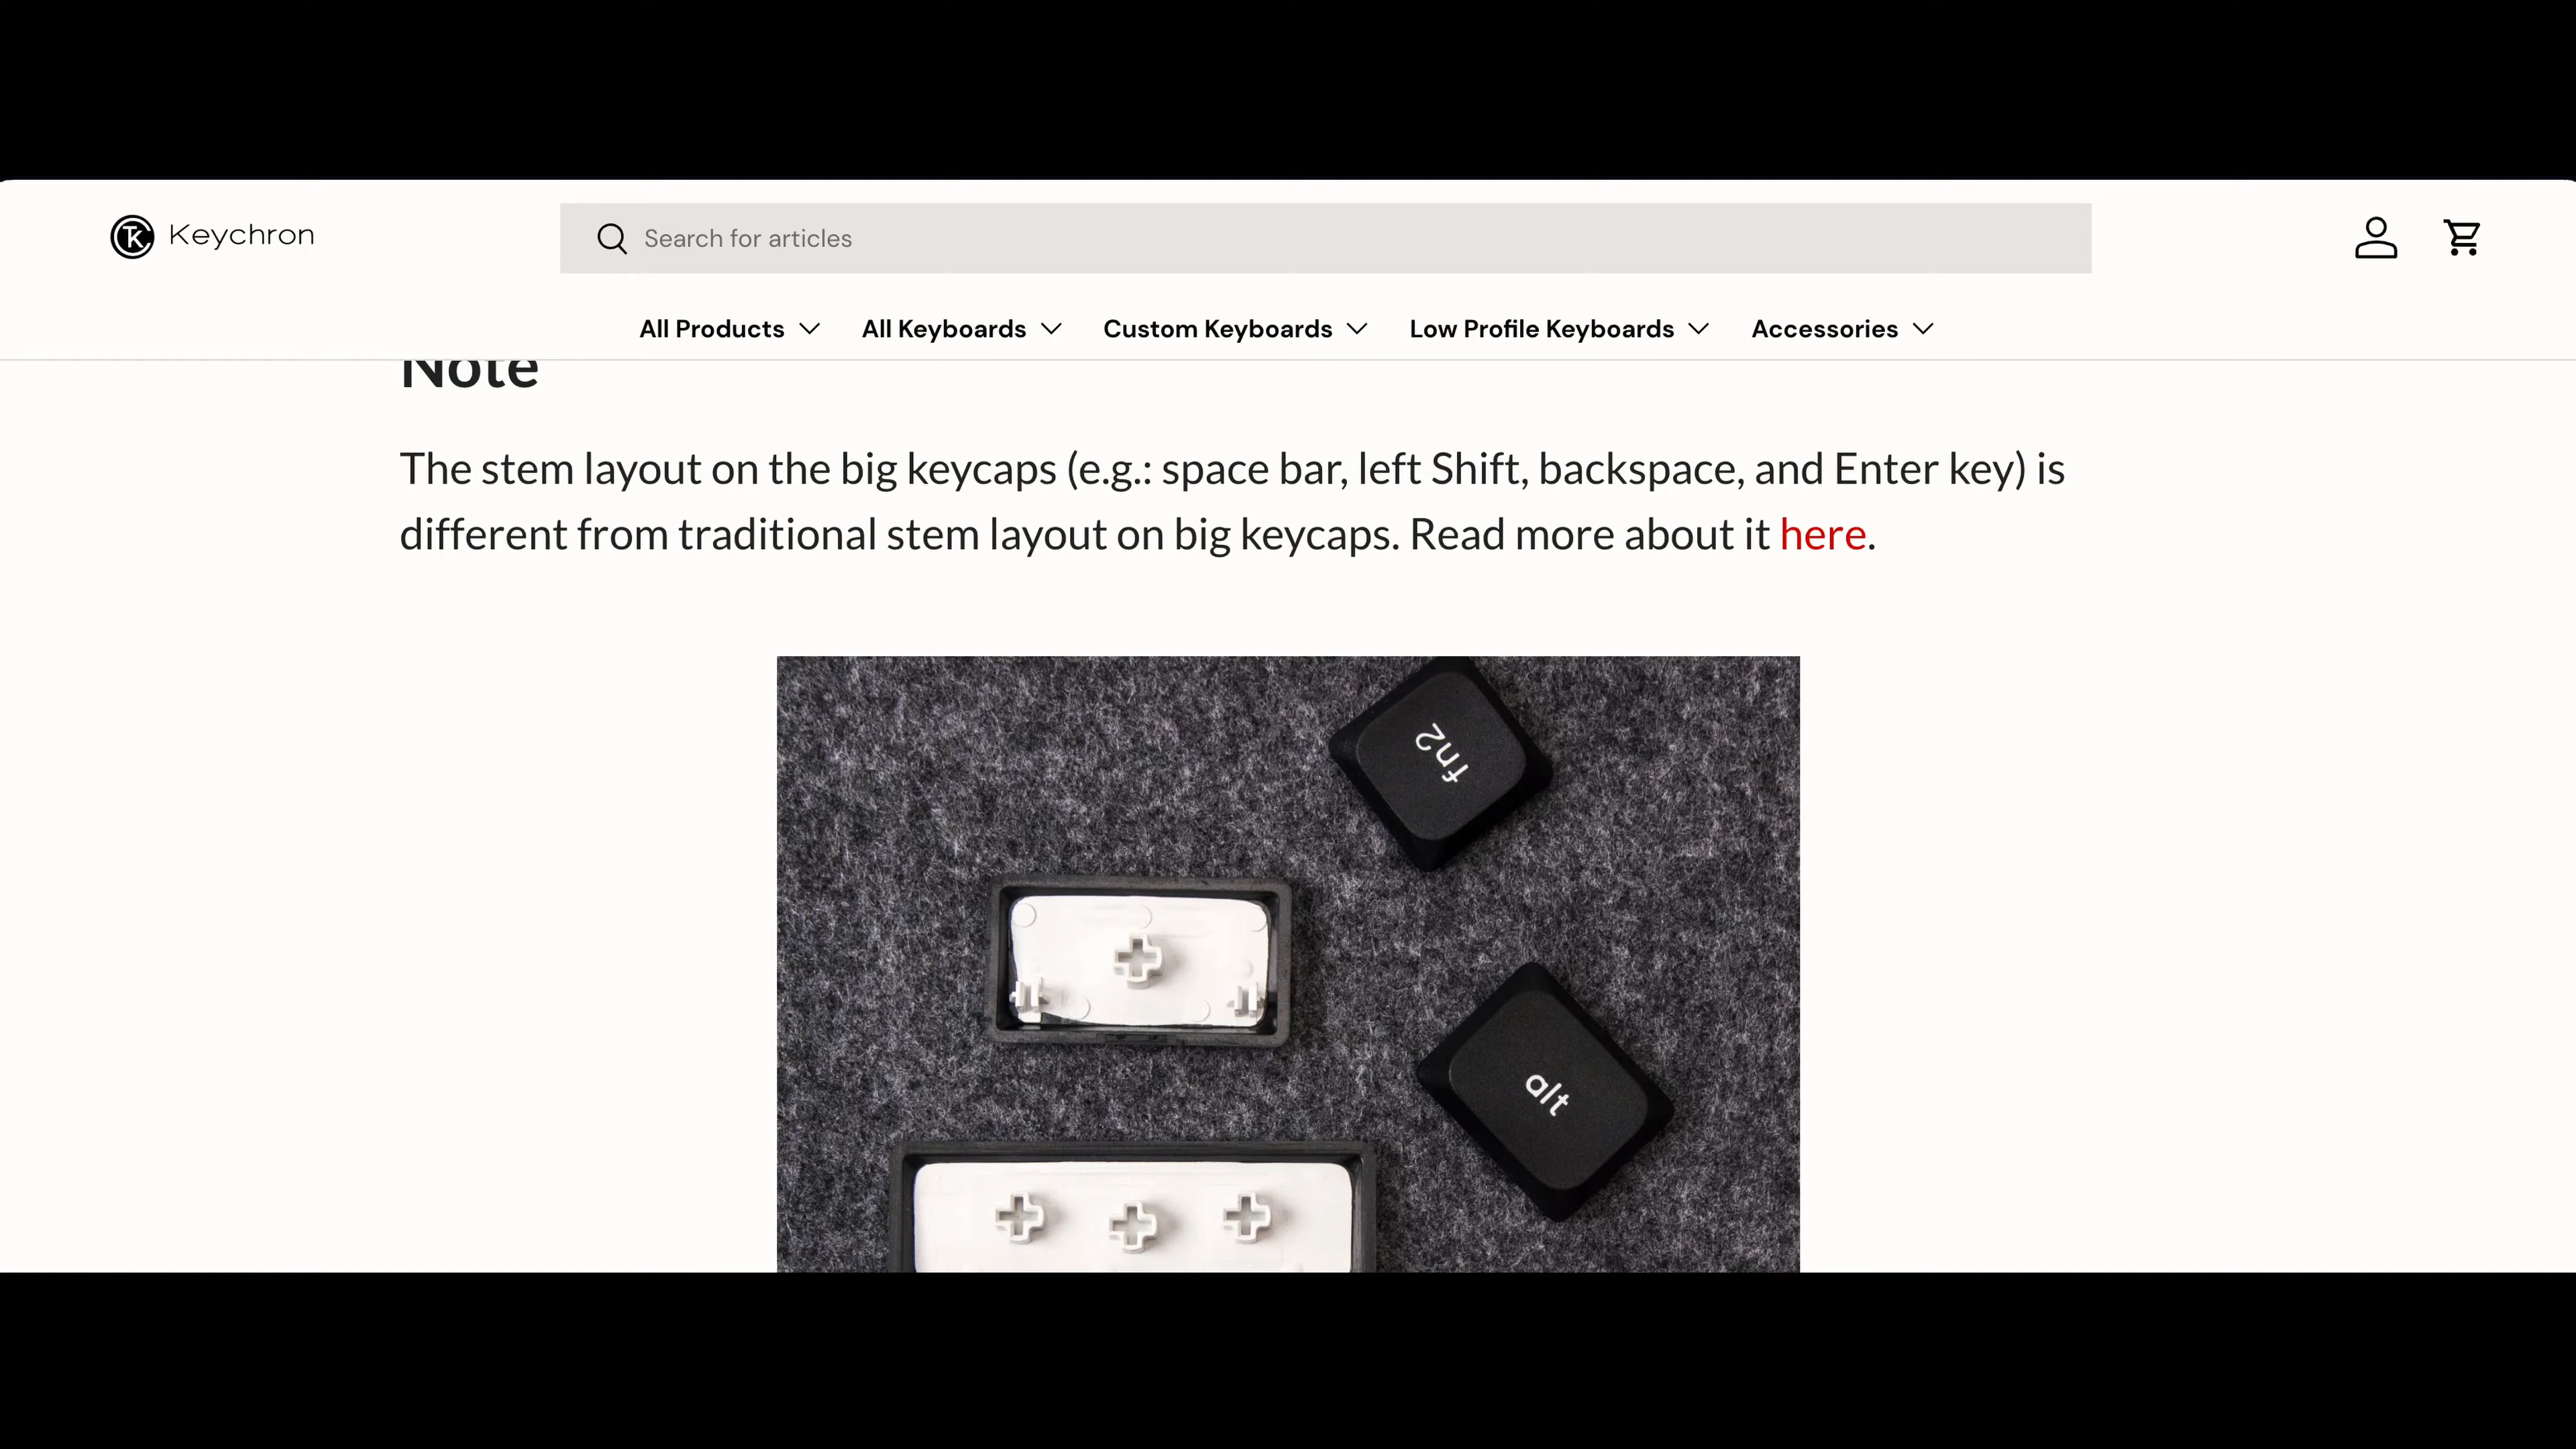 Keychron
Search for articles
All Products
All Keyboards
Custom Keyboards
Low Profile Keyboards
Accessories
Note
The stem layout on the big keycaps (e.g.: space bar, left Shift, backspace, and Enter key) is
different from traditional stem layout on big keycaps. Read more about it here.
fn2
alt